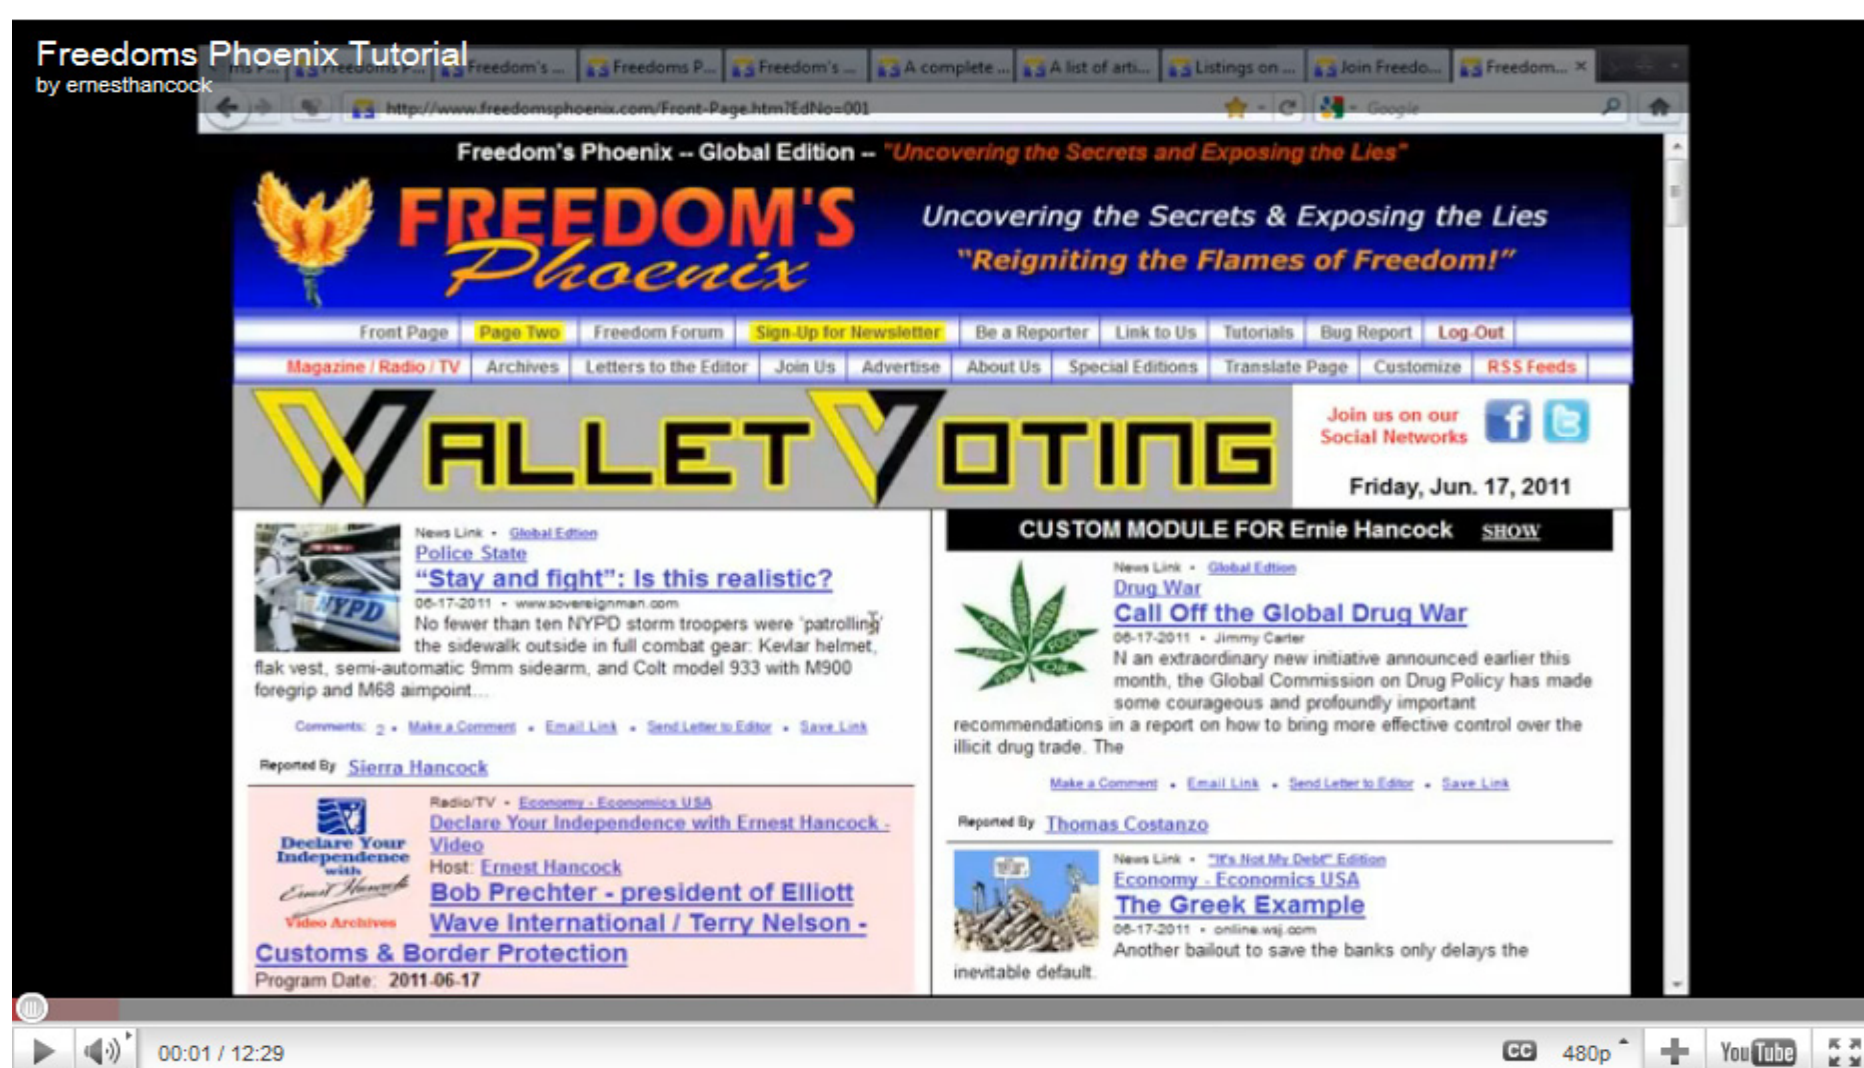 Freedoms Phoenix Tutorial
by ernesthancock
Freedom's ... Freedoms P... Freedom's ... A complete ... A list of arti... Listings on ... Join Freedo... Freedom... ×
http://www.freedomsphoenix.com/Front-Page.htm?EdNo=001 Google
Freedom's Phoenix -- Global Edition -- "Uncovering the Secrets and Exposing the Lies"
FREEDOM'S
Phoenix
Uncovering the Secrets & Exposing the Lies
"Reigniting the Flames of Freedom!"
Front Page Page Two Freedom Forum Sign-Up for Newsletter Be a Reporter Link to Us Tutorials Bug Report Log-Out
Magazine / Radio / TV Archives Letters to the Editor Join Us Advertise About Us Special Editions Translate Page Customize RSS Feeds
WALLET VOTING
Join us on our
Social Networks
Friday, Jun. 17, 2011
NYPD
News Link • Global Edtion
Police State
“Stay and fight”: Is this realistic?
06-17-2011 • www.sovereignman.com
No fewer than ten NYPD storm troopers were 'patrolling'
the sidewalk outside in full combat gear: Kevlar helmet,
flak vest, semi-automatic 9mm sidearm, and Colt model 933 with M900
foregrip and M68 aimpoint...
Comments: 2 • Make a Comment • Email Link • Send Letter to Editor • Save Link
Reported By Sierra Hancock
Declare Your
Independence
with
Ernest Hancock
Video Archives
Radio/TV • Economy - Economics USA
Declare Your Independence with Ernest Hancock -
Video
Host: Ernest Hancock
Bob Prechter - president of Elliott
Wave International / Terry Nelson -
Customs & Border Protection
Program Date: 2011-06-17
CUSTOM MODULE FOR Ernie Hancock SHOW
News Link • Global Edtion
Drug War
Call Off the Global Drug War
06-17-2011 • Jimmy Carter
N an extraordinary new initiative announced earlier this
month, the Global Commission on Drug Policy has made
some courageous and profoundly important
recommendations in a report on how to bring more effective control over the
illicit drug trade. The
Make a Comment • Email Link • Send Letter to Editor • Save Link
Reported By Thomas Costanzo
News Link • "It's Not My Debt" Edition
Economy - Economics USA
The Greek Example
06-17-2011 • online.wsj.com
Another bailout to save the banks only delays the
inevitable default.
00:01 / 12:29
CC 480p YouTube